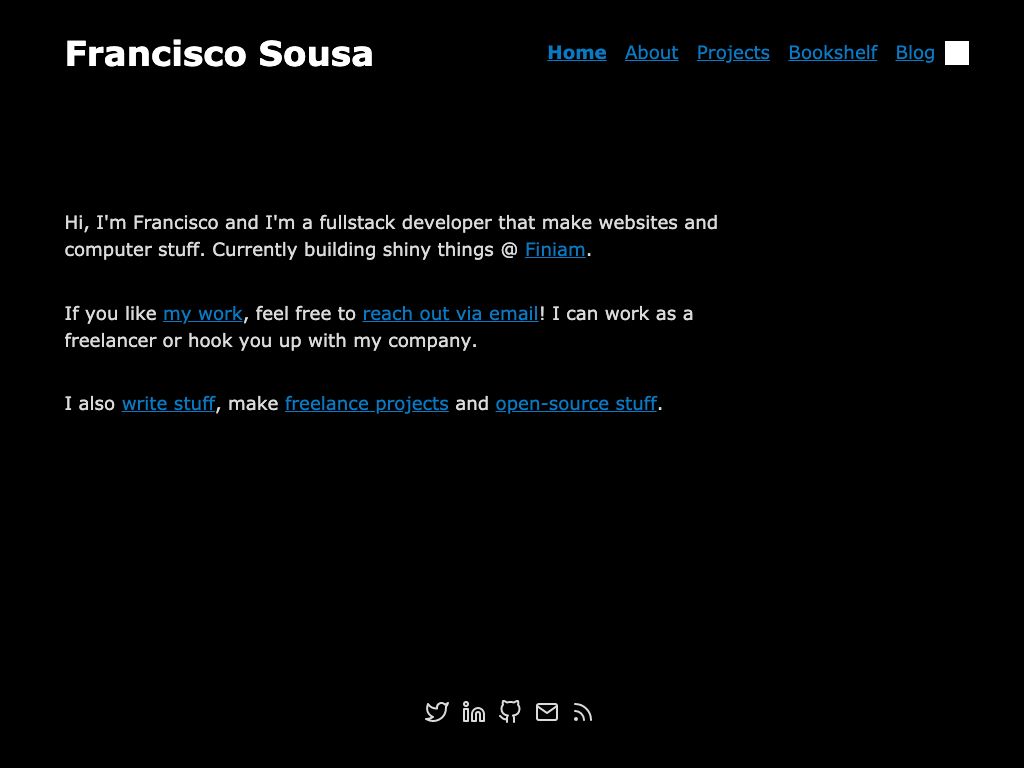 Francisco Sousa
Home About Projects Bookshelf Blog
Hi, I'm Francisco and I'm a fullstack developer that make websites and
computer stuff. Currently building shiny things @ Finiam.
If you like my work, feel free to reach out via email! I can work as a
freelancer or hook you up with my company.
I also write stuff, make freelance projects and open-source stuff.